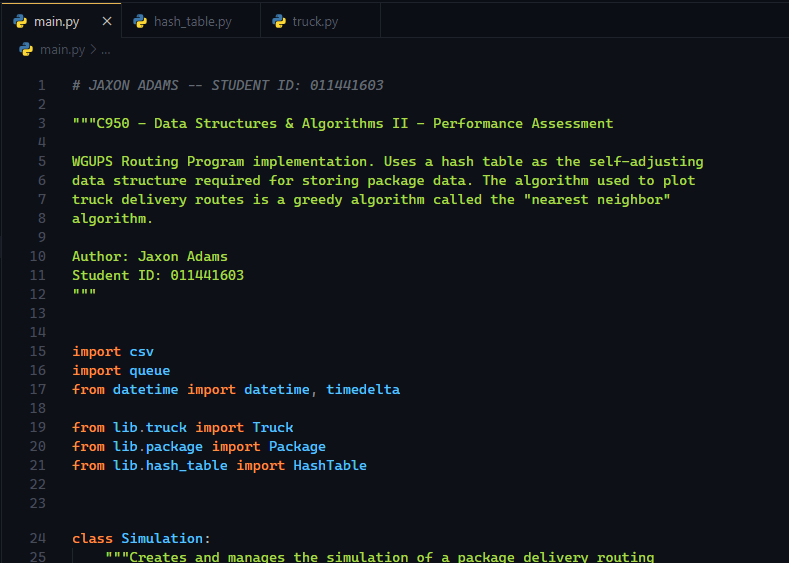 main.py × hash_table.py truck.py
main.py > ...
1 # JAXON ADAMS -- STUDENT ID: 011441603
2
3 """C950 - Data Structures & Algorithms II - Performance Assessment
4
5 WGUPS Routing Program implementation. Uses a hash table as the self-adjusting
6 data structure required for storing package data. The algorithm used to plot
7 truck delivery routes is a greedy algorithm called the "nearest neighbor"
8 algorithm.
9
10 Author: Jaxon Adams
11 Student ID: 011441603
12 """
13
14
15 import csv
16 import queue
17 from datetime import datetime, timedelta
18
19 from lib.truck import Truck
20 from lib.package import Package
21 from lib.hash_table import HashTable
22
23
24 class Simulation:
25 """Creates and manages the simulation of a package delivery routing